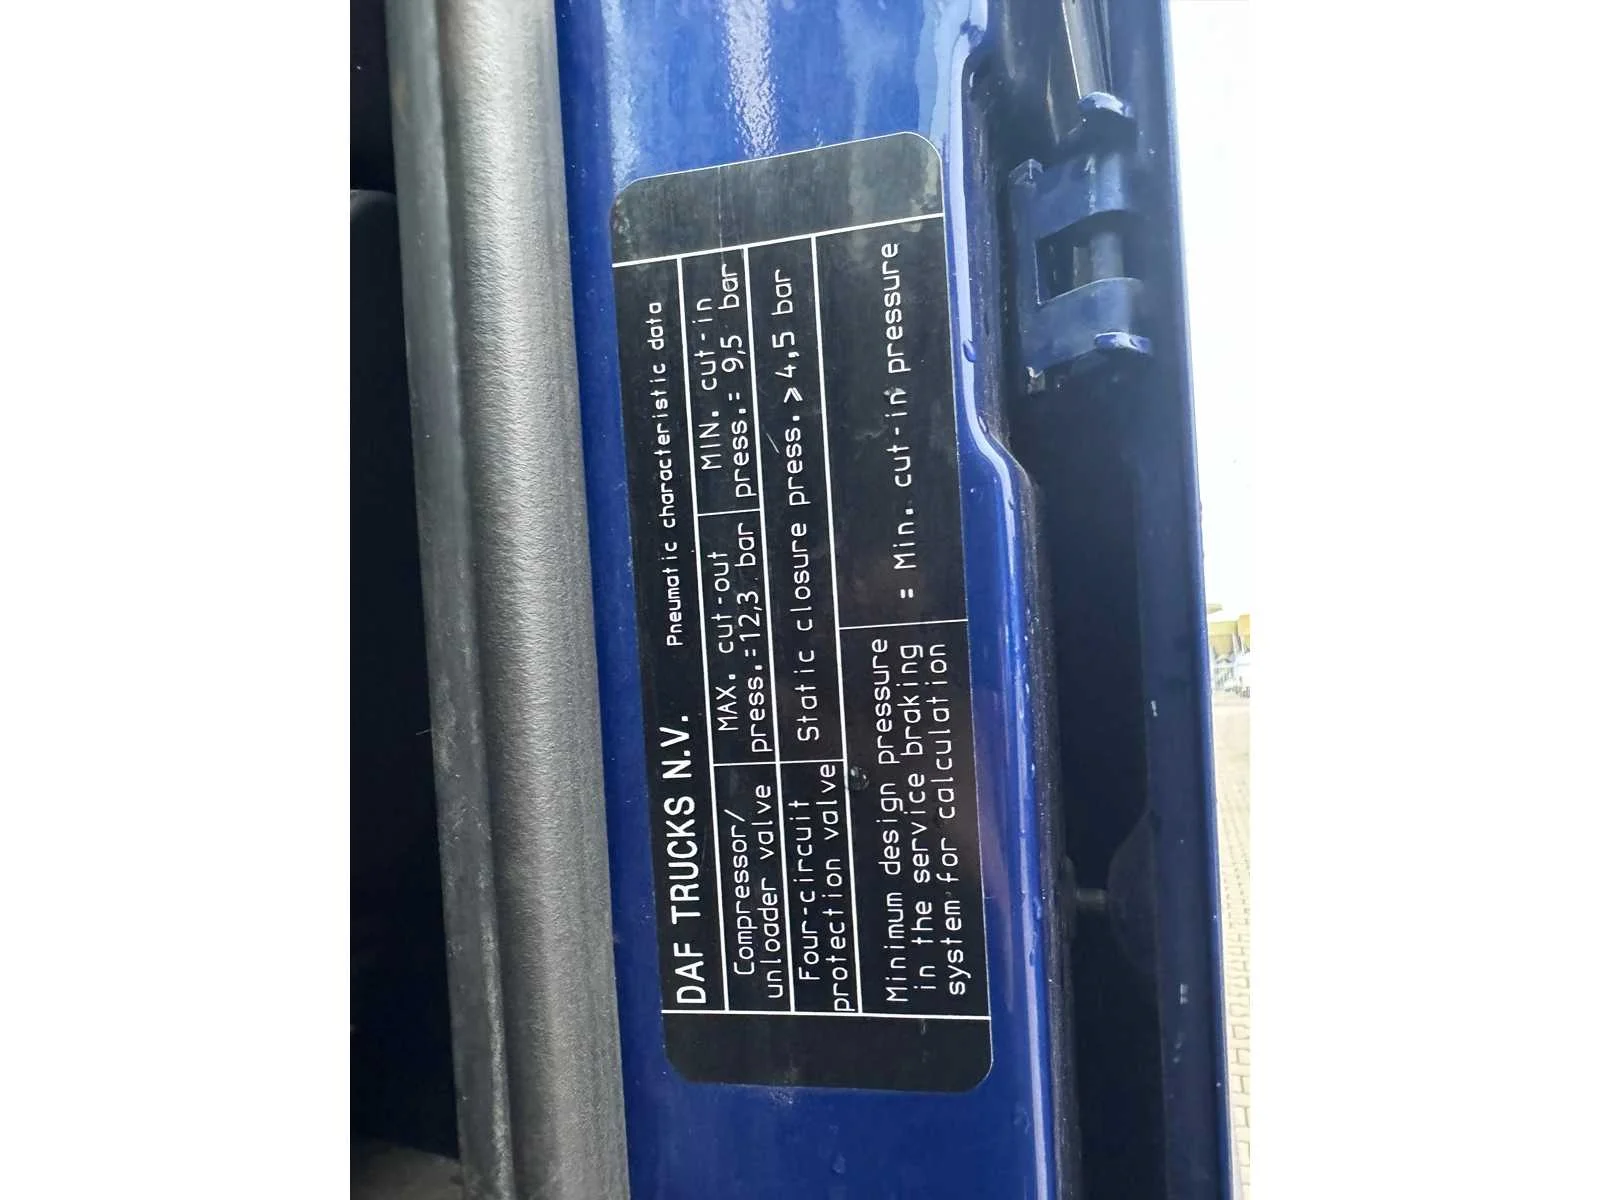 DAF TRUCKS N.V. Pneumatic characteristic data
Compressor/
unloader valve
MAX. cut-out
press.=12,3 bar
MIN. cut-in
press.= 9,5 bar
Four-circuit
protection valve
Static closure press. ⩾4,5 bar
Minimum design pressure
in the service braking
system for calculation
= Min. cut-in pressure